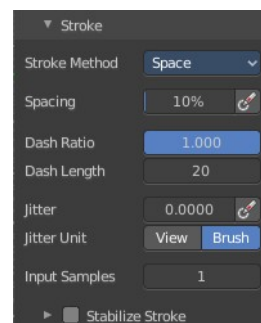 Stroke
Stroke Method Space
Spacing 10%
Dash Ratio 1.000
Dash Length 20
Jitter 0.0000
Jitter Unit View Brush
Input Samples 1
Stabilize Stroke